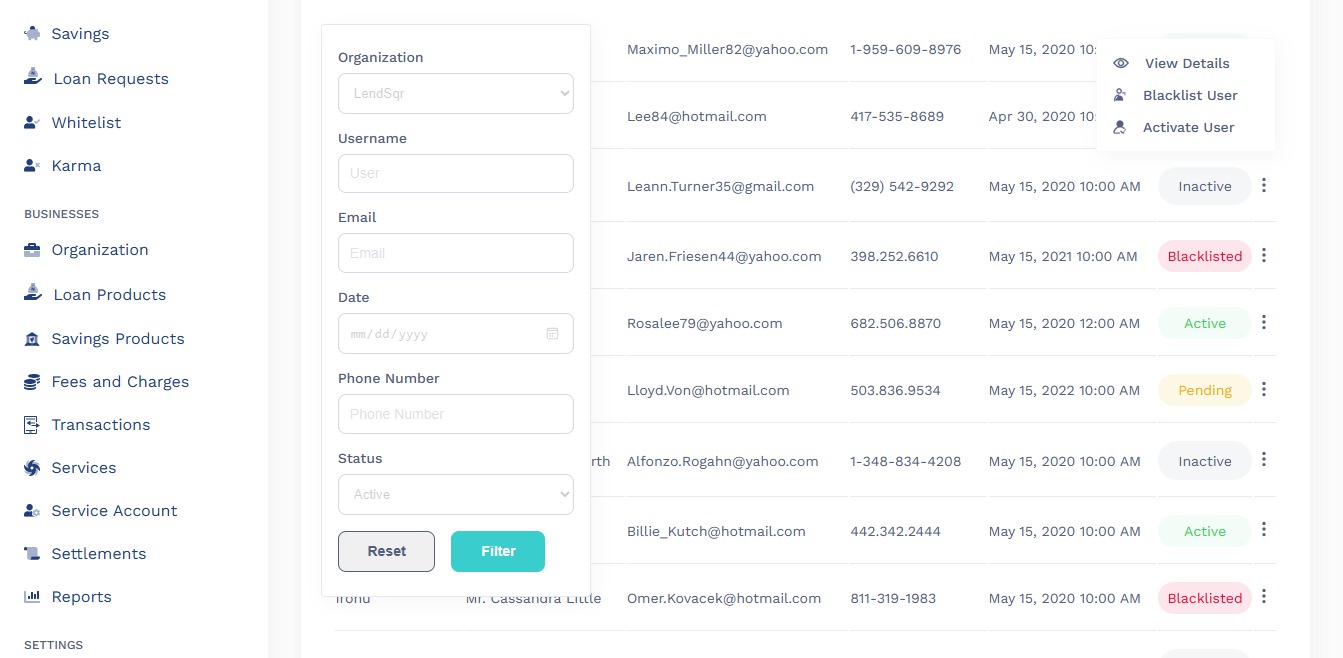 Savings
Loan Requests
Whitelist
Karma
BUSINESSES
Organization
Loan Products
Savings Products
Fees and Charges
Transactions
Services
Service Account
Settlements
Reports
SETTINGS
Organization
LendSqr
Username
User
Email
Email
Date
mm/dd/yyyy
Phone Number
Phone Number
Status
Active
Reset Filter
Maximo_Miller82@yahoo.com 1-959-609-8976 May 15, 2020 10:
Lee84@hotmail.com 417-535-8689 Apr 30, 2020 10:
View Details
Blacklist User
Activate User
Leann.Turner35@gmail.com (329) 542-9292 May 15, 2020 10:00 AM Inactive
Jaren.Friesen44@yahoo.com 398.252.6610 May 15, 2021 10:00 AM Blacklisted
Rosalee79@yahoo.com 682.506.8870 May 15, 2020 12:00 AM Active
Lloyd.Von@hotmail.com 503.836.9534 May 15, 2022 10:00 AM Pending
rth Alfonzo.Rogahn@yahoo.com 1-348-834-4208 May 15, 2020 10:00 AM Inactive
Billie_Kutch@hotmail.com 442.342.2444 May 15, 2020 10:00 AM Active
Mr. Cassandra Little Omer.Kovacek@hotmail.com 811-319-1983 May 15, 2020 10:00 AM Blacklisted